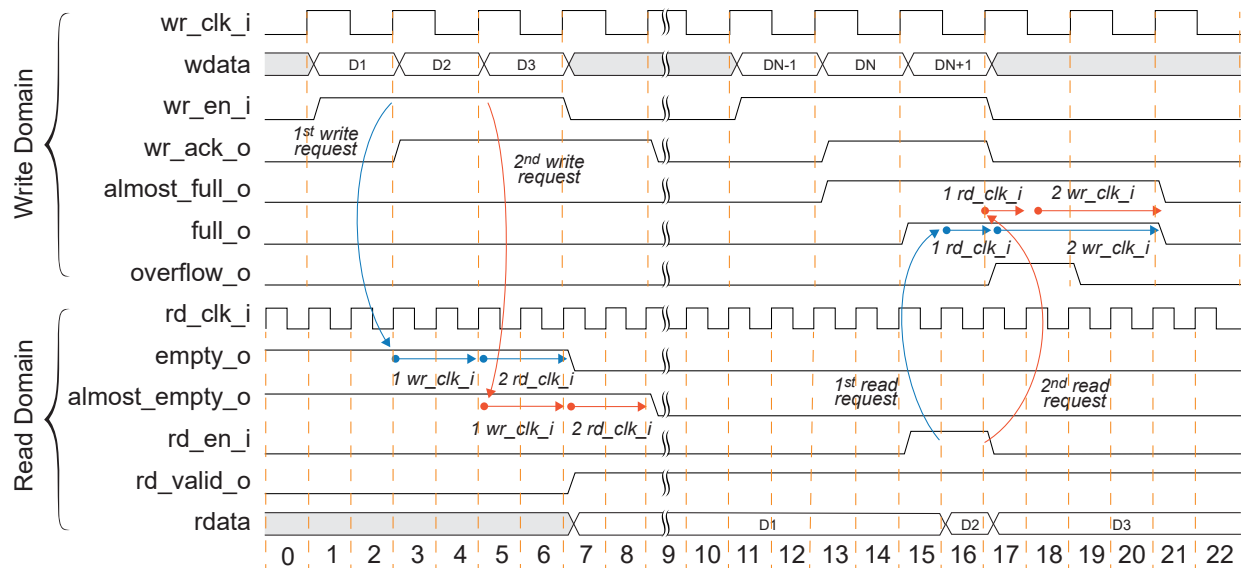 Write Domain
wr_clk_i
wdata
D1 D2 D3 DN-1 DN DN+1
wr_en_i
1st write
request
wr_ack_o
2nd write
request
almost_full_o
1 rd_clk_i 2 wr_clk_i
full_o
1 rd_clk_i 2 wr_clk_i
overflow_o
Read Domain
rd_clk_i
empty_o
1 wr_clk_i 2 rd_clk_i
almost_empty_o
1st read
request
2nd read
request
1 wr_clk_i 2 rd_clk_i
rd_en_i
rd_valid_o
rdata
D1 D2 D3
0 1 2 3 4 5 6 7 8 9 10 11 12 13 14 15 16 17 18 19 20 21 22